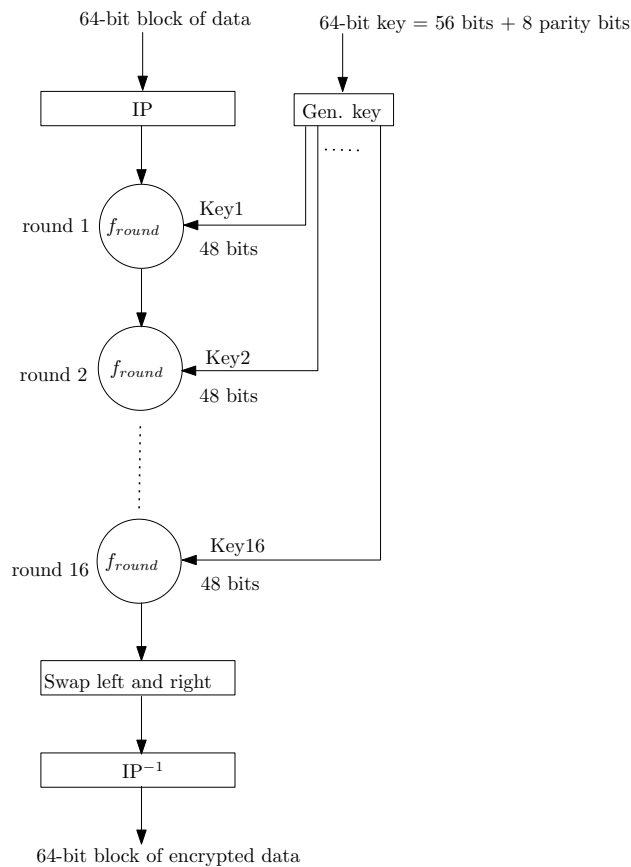 64-bit block of data
64-bit key = 56 bits + 8 parity bits
IP
Gen. key
.....
Key1
round 1
f_round
48 bits
Key2
round 2
f_round
48 bits
Key16
round 16
f_round
48 bits
Swap left and right
IP⁻¹
64-bit block of encrypted data